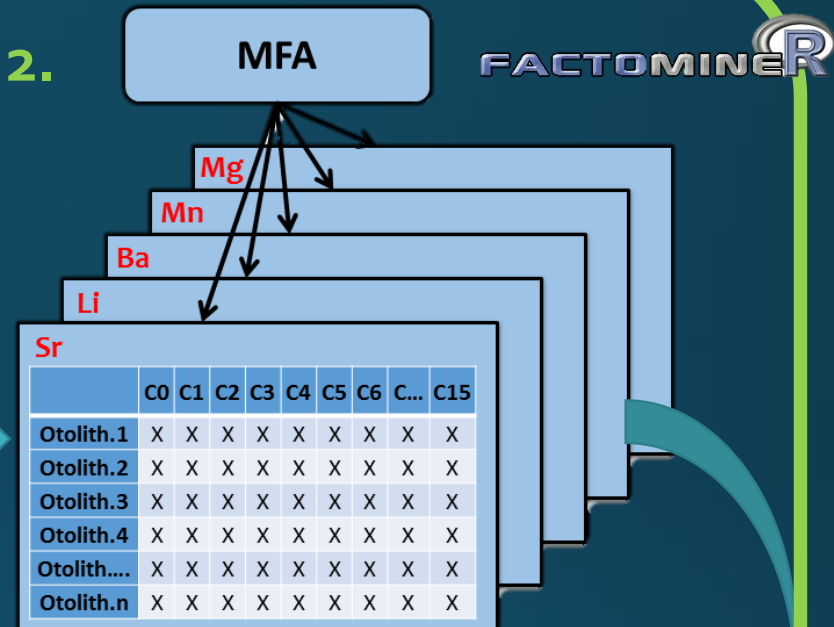 2.
MFA
FACTOMINER
Mg
Mn
Ba
Li
Sr
C0 C1 C2 C3 C4 C5 C6 C... C15
Otolith.1 X X X X X X X X X
Otolith.2 X X X X X X X X X
Otolith.3 X X X X X X X X X
Otolith.4 X X X X X X X X X
Otolith.... X X X X X X X X X
Otolith.n X X X X X X X X X